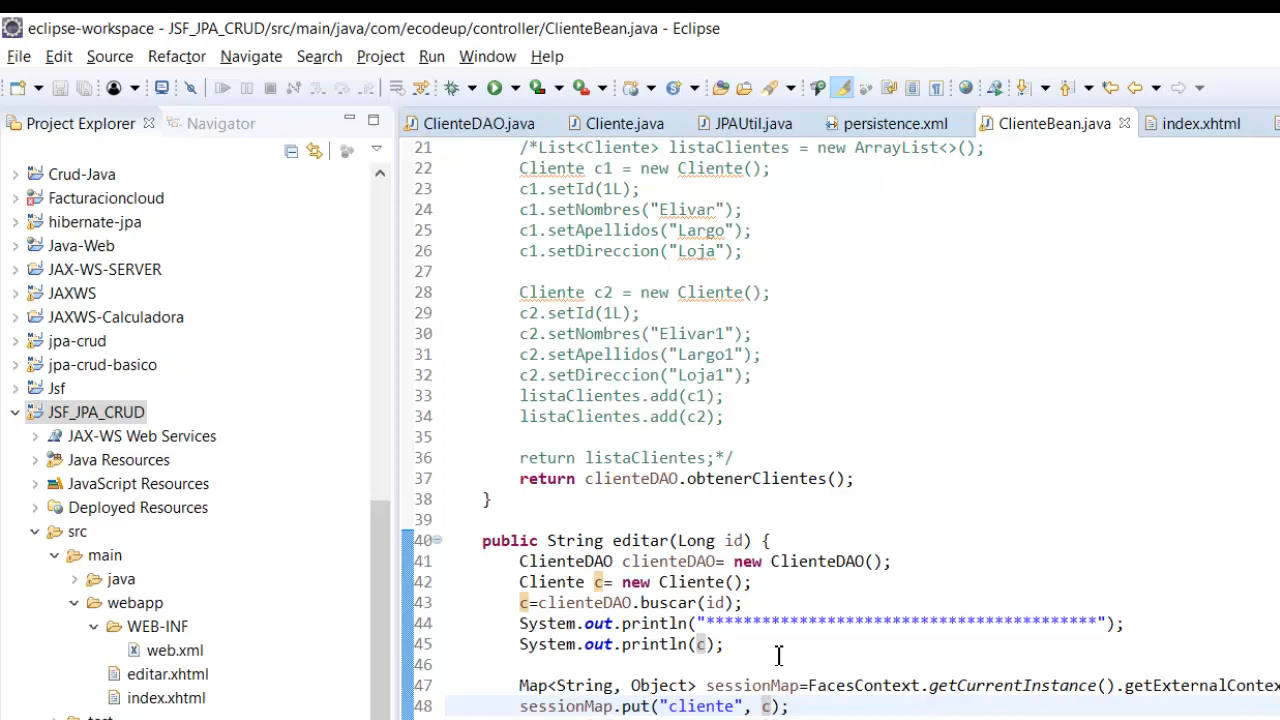 eclipse-workspace - JSF_JPA_CRUD/src/main/java/com/ecodeup/controller/ClienteBean.java - Eclipse
File Edit Source Refactor Navigate Search Project Run Window Help
Project Explorer Navigator
ClienteDAO.java Cliente.java JPAUtil.java persistence.xml ClienteBean.java index.xhtml
Crud-Java
Facturacioncloud
hibernate-jpa
Java-Web
JAX-WS-SERVER
JAXWS
JAXWS-Calculadora
jpa-crud
jpa-crud-basico
Jsf
JSF_JPA_CRUD
JAX-WS Web Services
Java Resources
JavaScript Resources
Deployed Resources
src
main
java
webapp
WEB-INF
web.xml
editar.xhtml
index.xhtml
21 /*List<Cliente> listaClientes = new ArrayList<>();
22 Cliente c1 = new Cliente();
23 c1.setId(1L);
24 c1.setNombres("Elivar");
25 c1.setApellidos("Largo");
26 c1.setDireccion("Loja");
27
28 Cliente c2 = new Cliente();
29 c2.setId(1L);
30 c2.setNombres("Elivar1");
31 c2.setApellidos("Largo1");
32 c2.setDireccion("Loja1");
33 listaClientes.add(c1);
34 listaClientes.add(c2);
35
36 return listaClientes;*/
37 return clienteDAO.obtenerClientes();
38 }
39
40 public String editar(Long id) {
41 ClienteDAO clienteDAO= new ClienteDAO();
42 Cliente c= new Cliente();
43 c=clienteDAO.buscar(id);
44 System.out.println("******************************************");
45 System.out.println(c);
46
47 Map<String, Object> sessionMap=FacesContext.getCurrentInstance().getExternalContex
48 sessionMap.put("cliente", c);